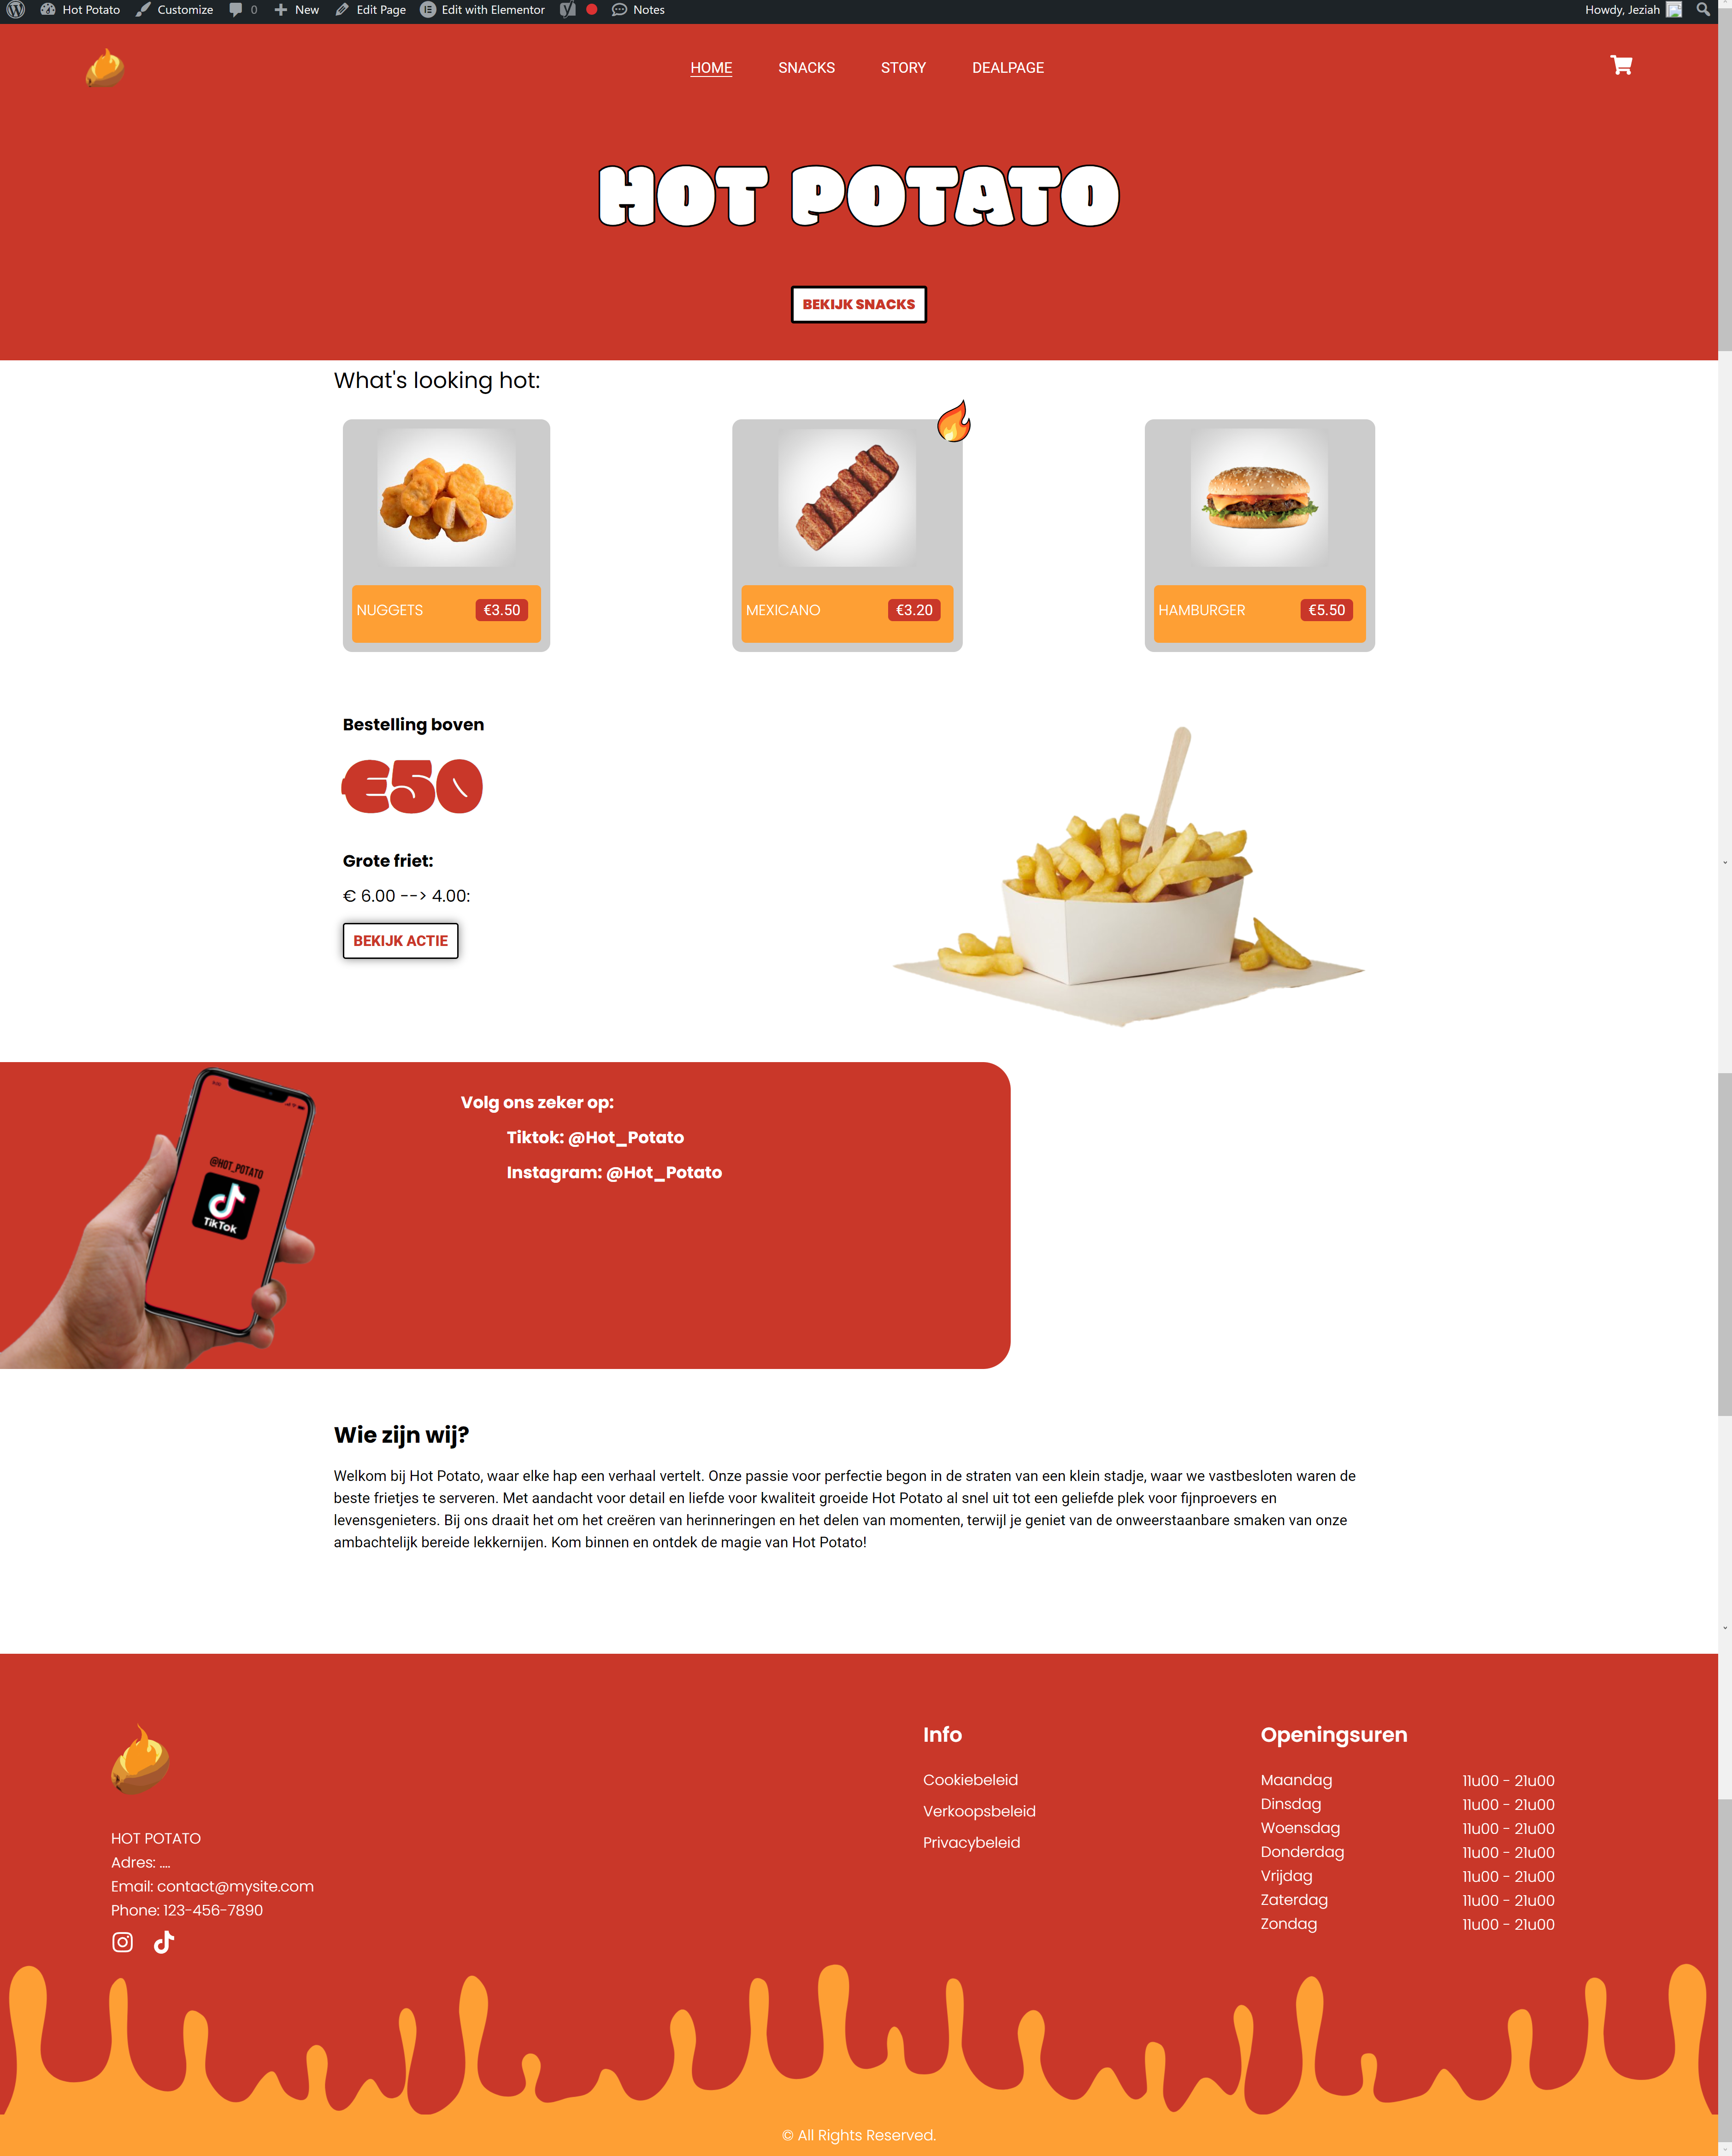 Hot Potato Customize 0 New Edit Page Edit with Elementor Notes Howdy, Jeziah
HOME SNACKS STORY DEALPAGE
HOT POTATO
BEKIJK SNACKS
What's looking hot:
NUGGETS €3.50
MEXICANO €3.20
HAMBURGER €5.50
Bestelling boven
€50
Grote friet:
€ 6.00 --> 4.00:
BEKIJK ACTIE
@HOT_POTATO
TikTok
Volg ons zeker op:
Tiktok: @Hot_Potato
Instagram: @Hot_Potato
Wie zijn wij?
Welkom bij Hot Potato, waar elke hap een verhaal vertelt. Onze passie voor perfectie begon in de straten van een klein stadje, waar we vastbesloten waren de
beste frietjes te serveren. Met aandacht voor detail en liefde voor kwaliteit groeide Hot Potato al snel uit tot een geliefde plek voor fijnproevers en
levensgenieters. Bij ons draait het om het creëren van herinneringen en het delen van momenten, terwijl je geniet van de onweerstaanbare smaken van onze
ambachtelijk bereide lekkernijen. Kom binnen en ontdek de magie van Hot Potato!
HOT POTATO
Adres: ....
Email: contact@mysite.com
Phone: 123-456-7890
Info
Cookiebeleid
Verkoopsbeleid
Privacybeleid
Openingsuren
Maandag 11u00 - 21u00
Dinsdag 11u00 - 21u00
Woensdag 11u00 - 21u00
Donderdag 11u00 - 21u00
Vrijdag 11u00 - 21u00
Zaterdag 11u00 - 21u00
Zondag 11u00 - 21u00
© All Rights Reserved.